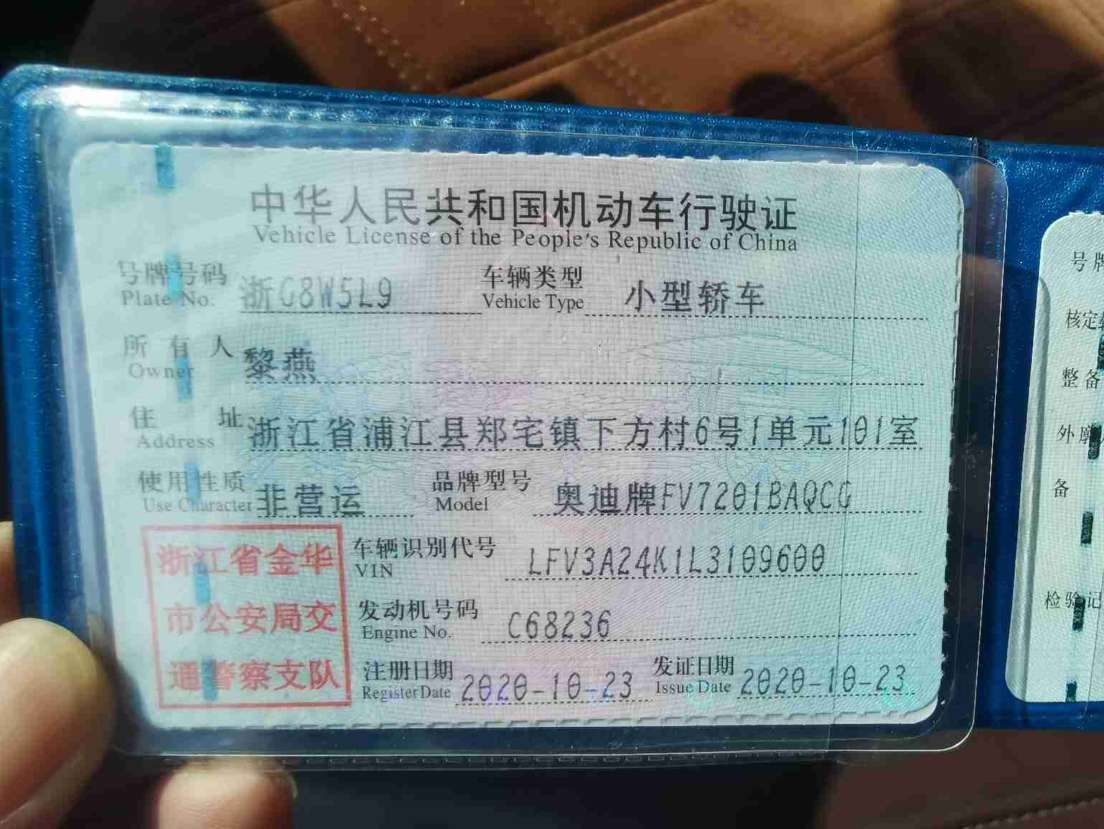 中华人民共和国机动车行驶证
Vehicle License of the People's Republic of China
号牌号码 浙G8W5L9 车辆类型 小型轿车
Plate No. Vehicle Type
所有人 黎燕
Owner
住址 浙江省浦江县郑宅镇下方村6号1单元101室
Address
使用性质 非营运 品牌型号 奥迪牌FV7201BAQCG
Use Character Model
浙江省金华
市公安局交
通警察支队
车辆识别代号 LFV3A24K1L3109600
VIN
发动机号码 C68236
Engine No.
注册日期 2020-10-23 发证日期 2020-10-23
Register Date Issue Date
号牌
核定
整备
外廓
备
检验记